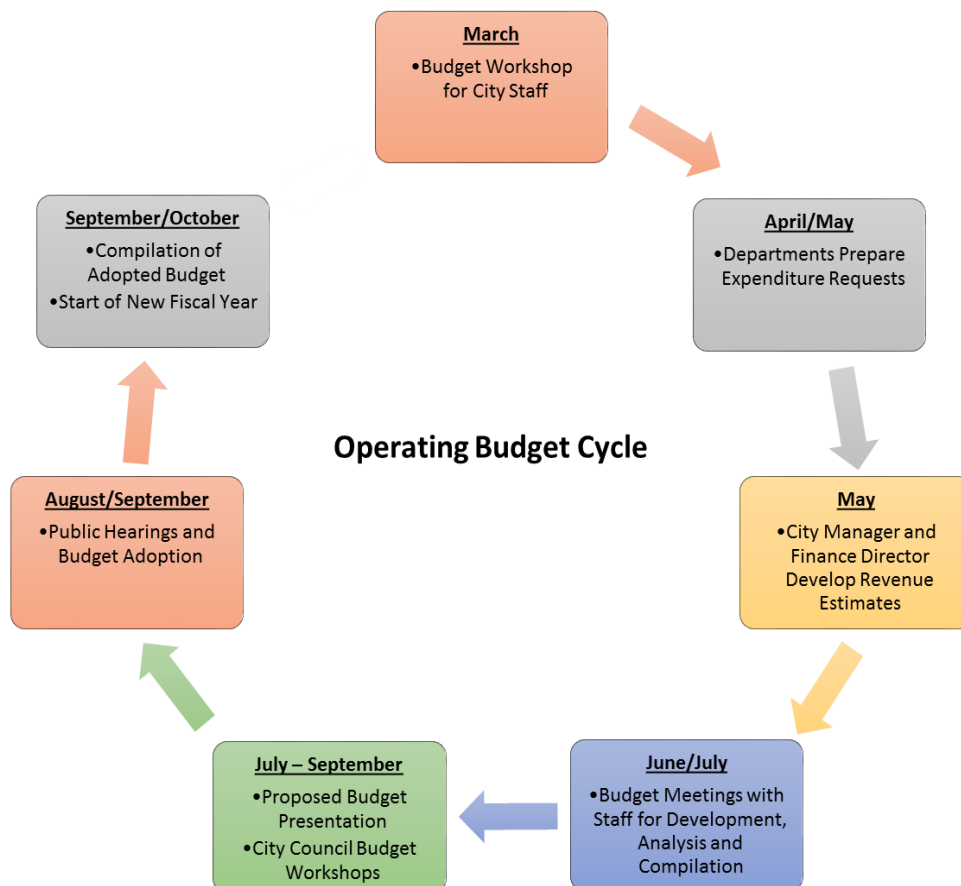 March
•Budget Workshop
for City Staff
April/May
•Departments Prepare
Expenditure Requests
May
•City Manager and
Finance Director
Develop Revenue
Estimates
June/July
•Budget Meetings with
Staff for Development,
Analysis and
Compilation
July – September
•Proposed Budget
Presentation
•City Council Budget
Workshops
August/September
•Public Hearings and
Budget Adoption
September/October
•Compilation of
Adopted Budget
•Start of New Fiscal Year
Operating Budget Cycle